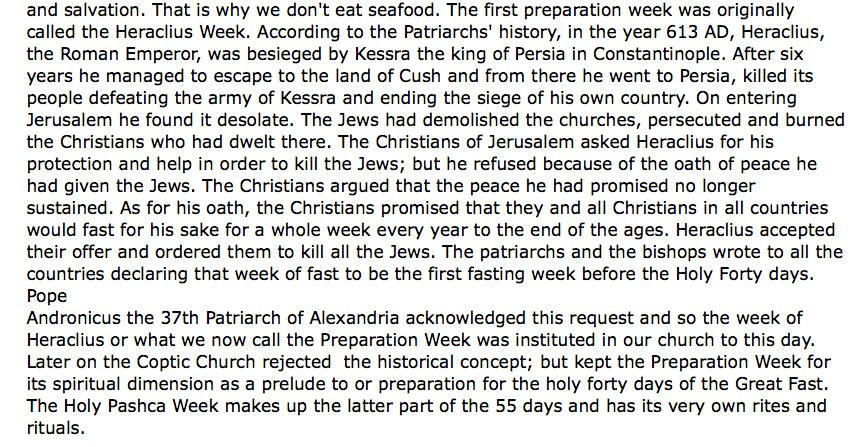 and salvation. That is why we don't eat seafood. The first preparation week was originally
called the Heraclius Week. According to the Patriarchs' history, in the year 613 AD, Heraclius,
the Roman Emperor, was besieged by Kessra the king of Persia in Constantinople. After six
years he managed to escape to the land of Cush and from there he went to Persia, killed its
people defeating the army of Kessra and ending the siege of his own country. On entering
Jerusalem he found it desolate. The Jews had demolished the churches, persecuted and burned
the Christians who had dwelt there. The Christians of Jerusalem asked Heraclius for his
protection and help in order to kill the Jews; but he refused because of the oath of peace he
had given the Jews. The Christians argued that the peace he had promised no longer
sustained. As for his oath, the Christians promised that they and all Christians in all countries
would fast for his sake for a whole week every year to the end of the ages. Heraclius accepted
their offer and ordered them to kill all the Jews. The patriarchs and the bishops wrote to all the
countries declaring that week of fast to be the first fasting week before the Holy Forty days.
Pope
Andronicus the 37th Patriarch of Alexandria acknowledged this request and so the week of
Heraclius or what we now call the Preparation Week was instituted in our church to this day.
Later on the Coptic Church rejected  the historical concept; but kept the Preparation Week for
its spiritual dimension as a prelude to or preparation for the holy forty days of the Great Fast.
The Holy Pashca Week makes up the latter part of the 55 days and has its very own rites and
rituals.